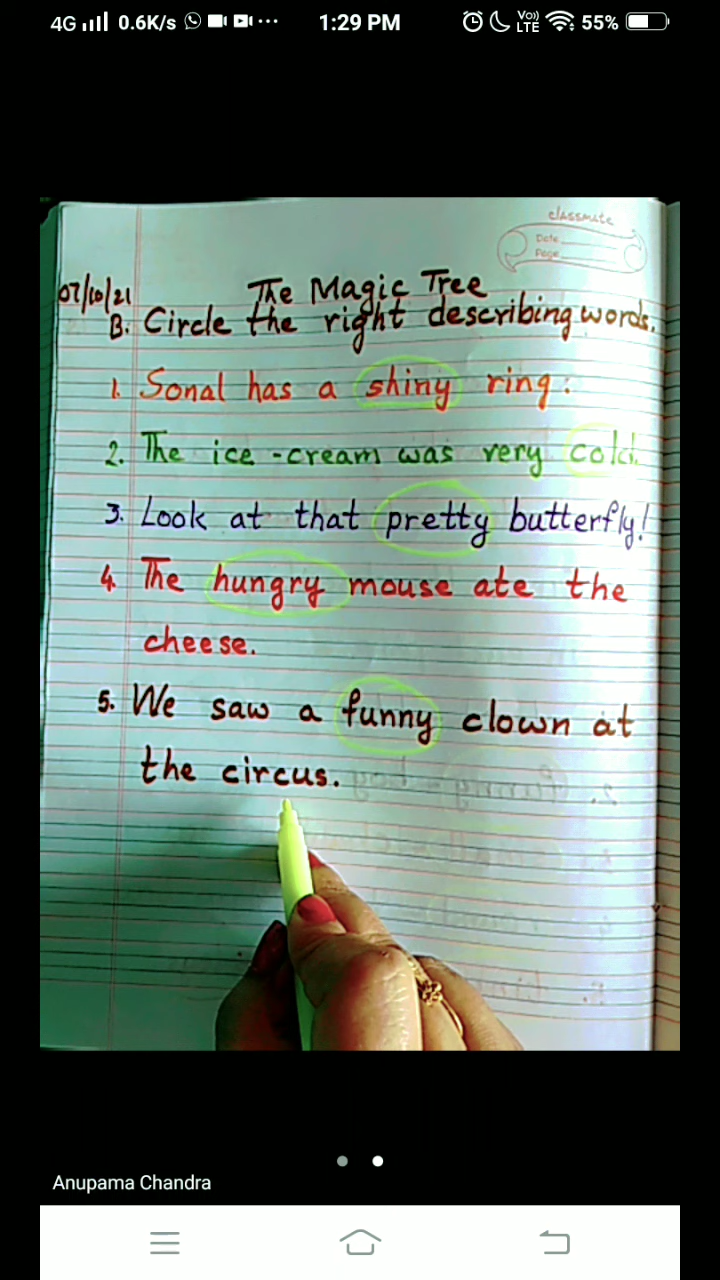 4G 0.6K/s ... 1:29 PM Vo) LTE 55%
classmate
Date
Page
07/10/21 The Magic Tree
B. Circle the right describing words.
1. Sonal has a shiny ring.
2. The ice-cream was very cold.
3. Look at that pretty butterfly!
4. The hungry mouse ate the
cheese.
5. We saw a funny clown at
the circus.
Anupama Chandra